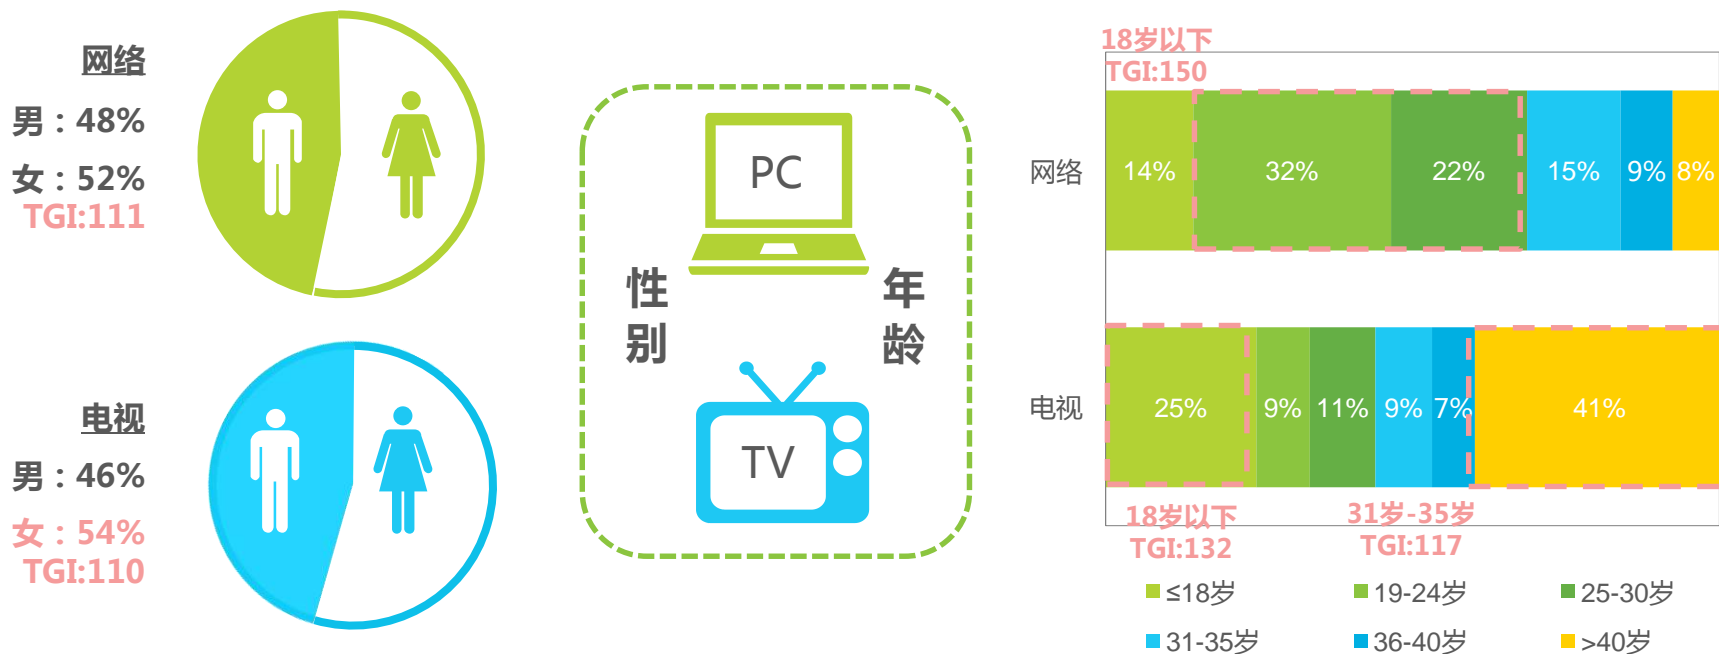 网络
男：48%
女：52%
TGI:111
电视
男：46%
女：54%
TGI:110
PC
性别
年龄
TV
18岁以下
TGI:150
网络
14%
32%
22%
15%
9%
8%
电视
25%
9%
11%
9%
7%
41%
18岁以下
TGI:132
31岁-35岁
TGI:117
≤18岁
19-24岁
25-30岁
31-35岁
36-40岁
>40岁